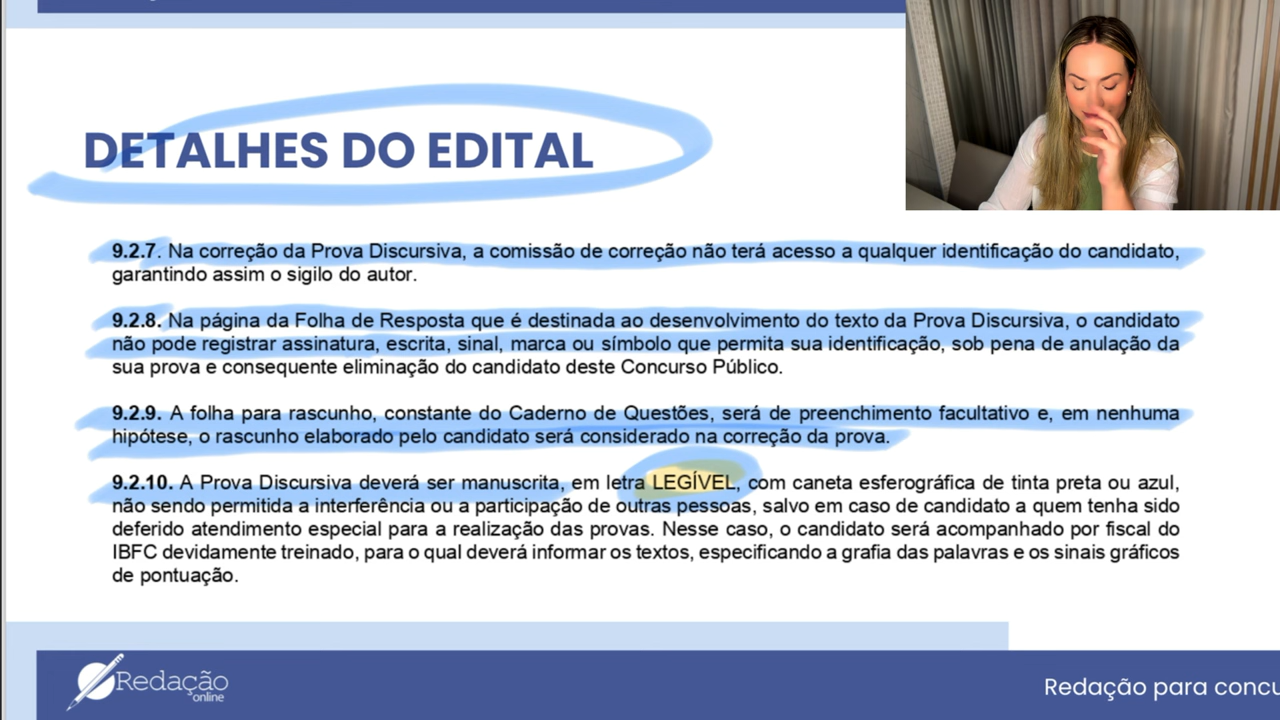 DETALHES DO EDITAL
9.2.7. Na correção da Prova Discursiva, a comissão de correção não terá acesso a qualquer identificação do candidato,
garantindo assim o sigilo do autor.
9.2.8. Na página da Folha de Resposta que é destinada ao desenvolvimento do texto da Prova Discursiva, o candidato
não pode registrar assinatura, escrita, sinal, marca ou símbolo que permita sua identificação, sob pena de anulação da
sua prova e consequente eliminação do candidato deste Concurso Público.
9.2.9. A folha para rascunho, constante do Caderno de Questões, será de preenchimento facultativo e, em nenhuma
hipótese, o rascunho elaborado pelo candidato será considerado na correção da prova.
9.2.10. A Prova Discursiva deverá ser manuscrita, em letra LEGÍVEL, com caneta esferográfica de tinta preta ou azul,
não sendo permitida a interferência ou a participação de outras pessoas, salvo em caso de candidato a quem tenha sido
deferido atendimento especial para a realização das provas. Nesse caso, o candidato será acompanhado por fiscal do
IBFC devidamente treinado, para o qual deverá informar os textos, especificando a grafia das palavras e os sinais gráficos
de pontuação.
Redação
online
Redação para concu